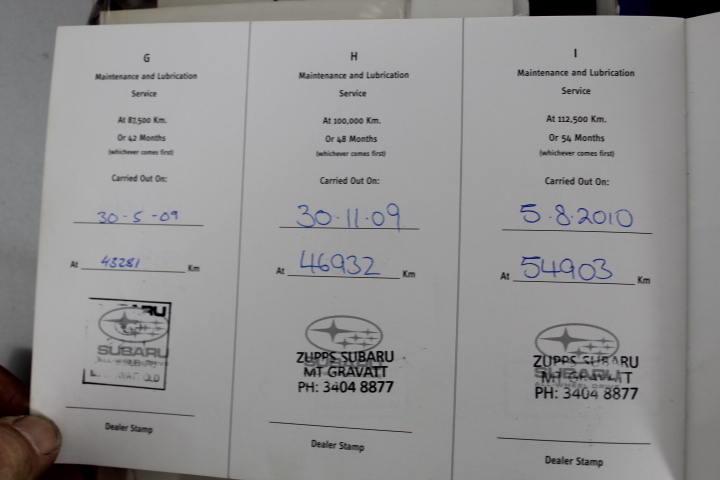 G
Maintenance and Lubrication
Service
At 87,500 Km.
Or 42 Months
(whichever comes first)
Carried Out On:
30-5-09
At 43281 Km
SUBARU
Dealer Stamp
H
Maintenance and Lubrication
Service
At 100,000 Km.
Or 48 Months
(whichever comes first)
Carried Out On:
30.11.09
At 46932 Km
ZUPPS SUBARU
MT GRAVATT
PH: 3404 8877
Dealer Stamp
I
Maintenance and Lubrication
Service
At 112,500 Km.
Or 54 Months
(whichever comes first)
Carried Out On:
5.8.2010
At 54903 Km
ZUPPS SUBARU
MT GRAVATT
SUBARU
PH: 3404 8877
Dealer Stamp